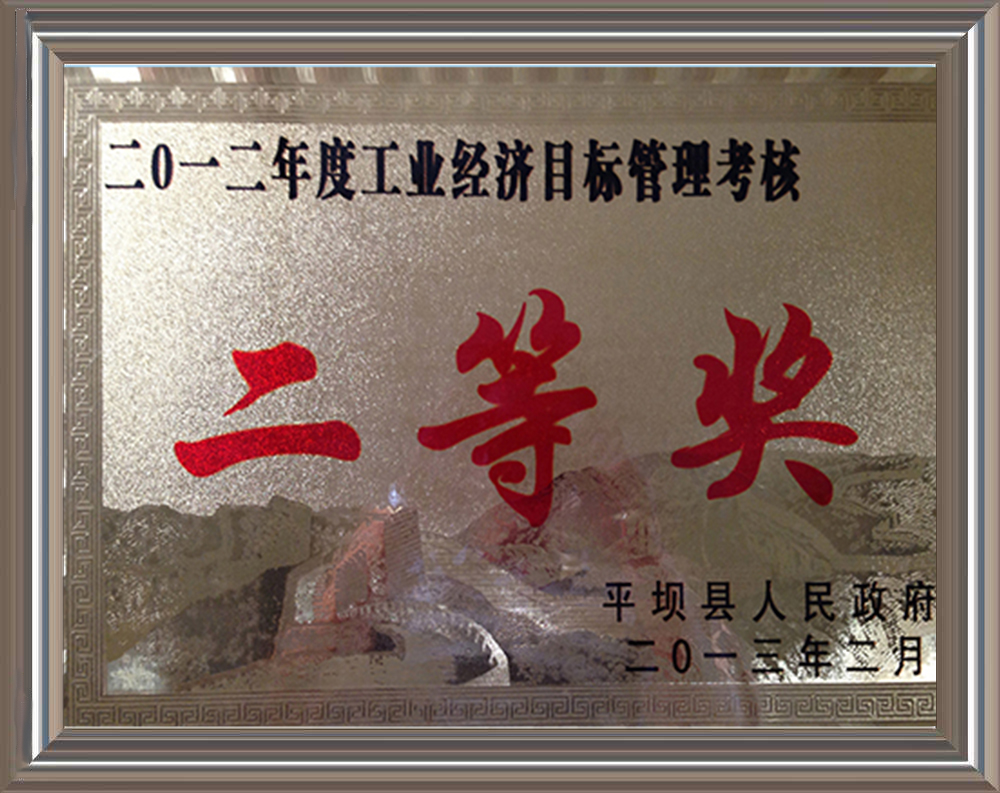 二0一二年度工业经济目标管理考核
二等奖
平坝县人民政府
二0一三年二月